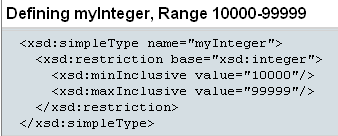 Defining myInteger, Range 10000-99999
<xsd:simpleType name="myInteger">
<xsd:restriction base="xsd:integer">
<xsd:minInclusive value="10000"/>
<xsd:maxInclusive value="99999"/>
</xsd:restriction>
</xsd:simpleType>